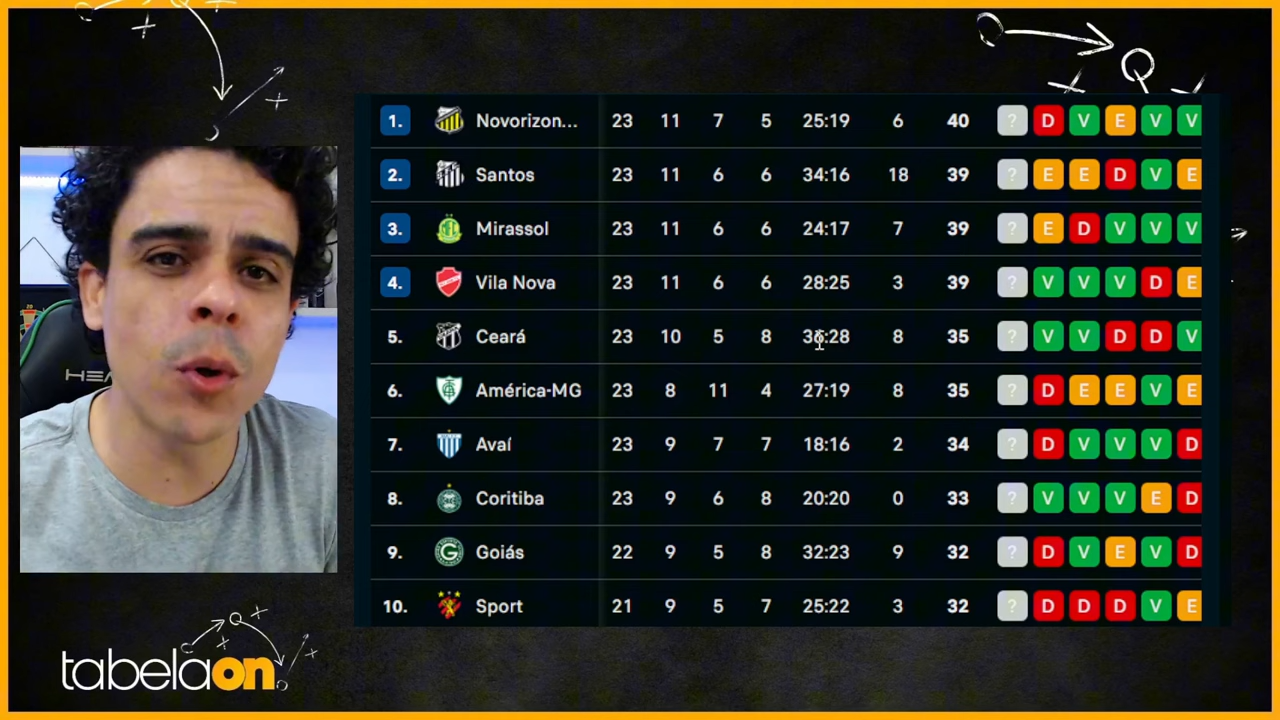 1. Novorizon... 23 11 7 5 25:19 6 40 ? D V E V V
2. Santos 23 11 6 6 34:16 18 39 ? E E D V E
3. Mirassol 23 11 6 6 24:17 7 39 ? E D V V V
4. Vila Nova 23 11 6 6 28:25 3 39 ? V V V D E
5. Ceará 23 10 5 8 36:28 8 35 ? V V D D V
6. América-MG 23 8 11 4 27:19 8 35 ? D E E V E
7. Avaí 23 9 7 7 18:16 2 34 ? D V V V D
8. Coritiba 23 9 6 8 20:20 0 33 ? V V V E D
9. Goiás 22 9 5 8 32:23 9 32 ? D V E V D
10. Sport 21 9 5 7 25:22 3 32 ? D D D V E
tabelaon